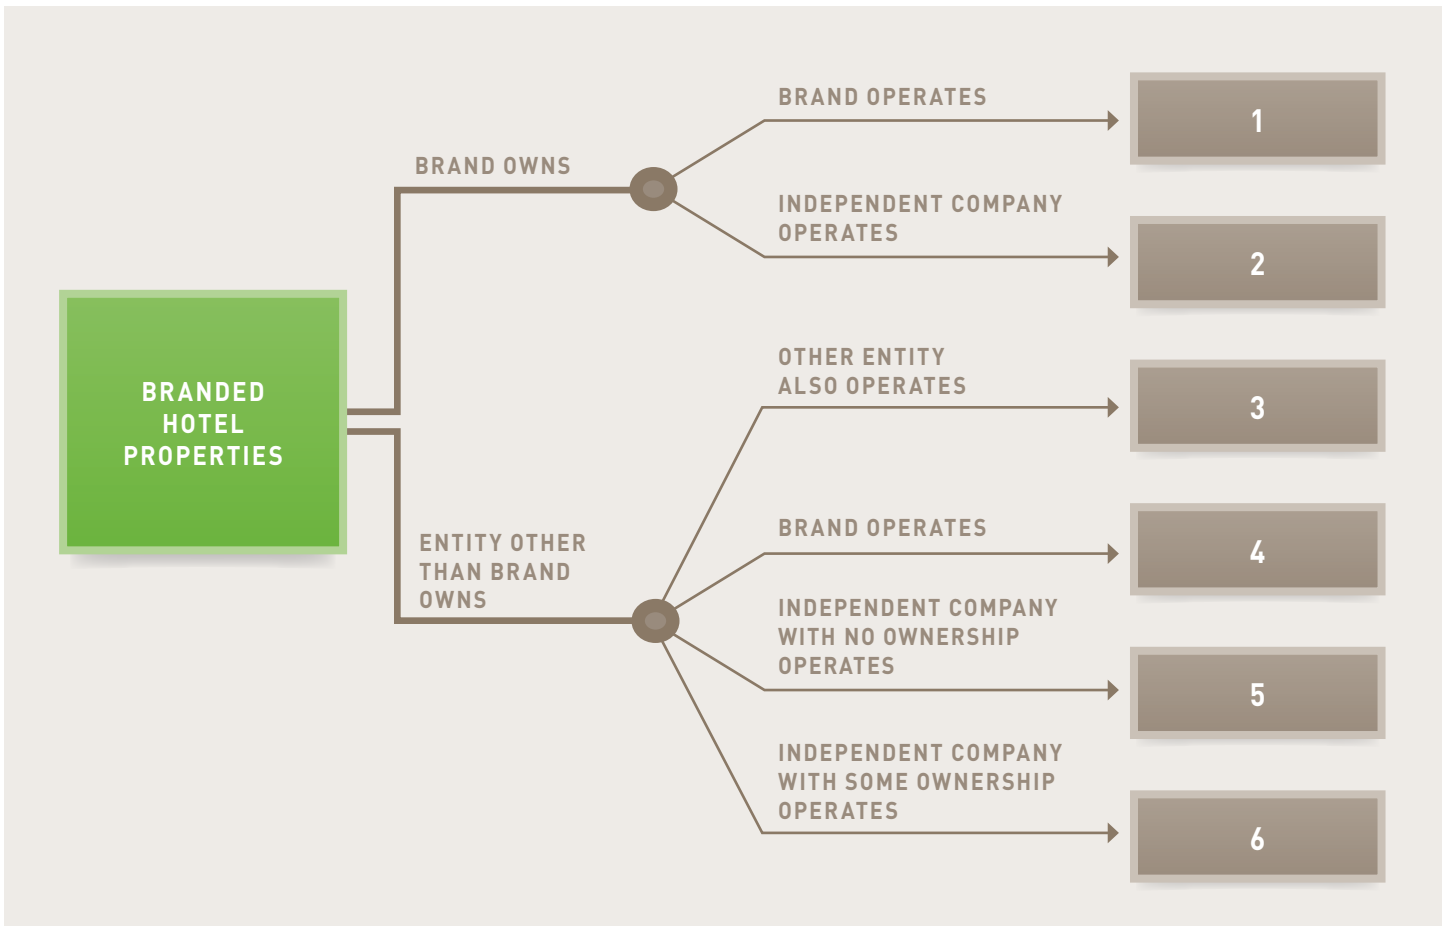 BRAND OPERATES
1
BRAND OWNS
INDEPENDENT COMPANY
OPERATES
2
OTHER ENTITY
ALSO OPERATES
3
BRANDED
HOTEL
PROPERTIES
BRAND OPERATES
4
ENTITY OTHER
THAN BRAND
OWNS
INDEPENDENT COMPANY
WITH NO OWNERSHIP
OPERATES
5
INDEPENDENT COMPANY
WITH SOME OWNERSHIP
OPERATES
6